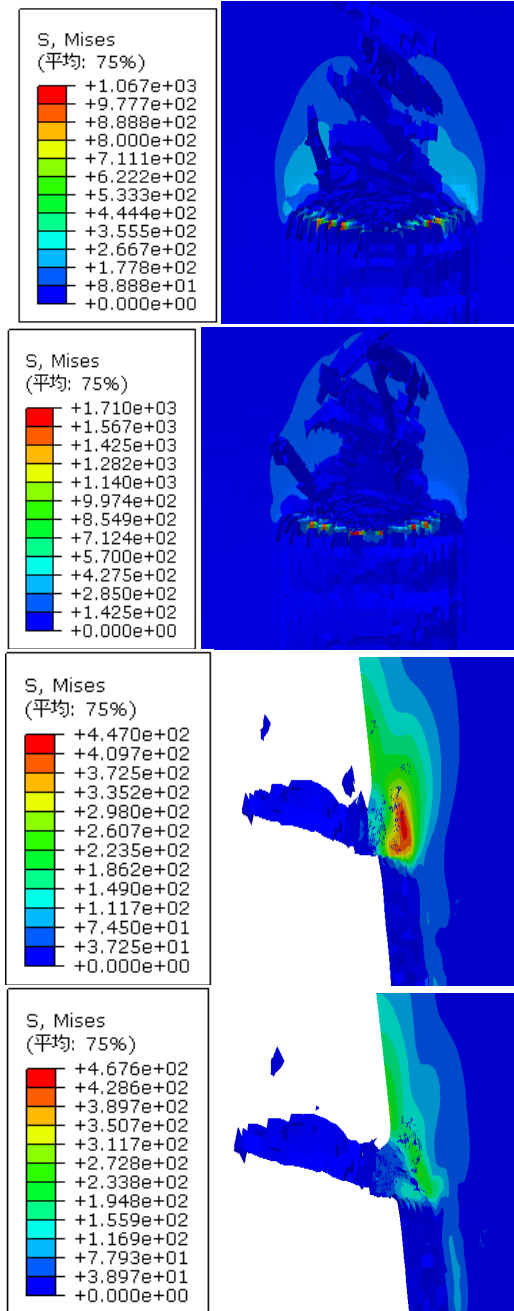 S, Mises
(平均: 75%)
+1.067e+03
+9.777e+02
+8.888e+02
+8.000e+02
+7.111e+02
+6.222e+02
+5.333e+02
+4.444e+02
+3.555e+02
+2.667e+02
+1.778e+02
+8.888e+01
+0.000e+00
S, Mises
(平均: 75%)
+1.710e+03
+1.567e+03
+1.425e+03
+1.282e+03
+1.140e+03
+9.974e+02
+8.549e+02
+7.124e+02
+5.700e+02
+4.275e+02
+2.850e+02
+1.425e+02
+0.000e+00
S, Mises
(平均: 75%)
+4.470e+02
+4.097e+02
+3.725e+02
+3.352e+02
+2.980e+02
+2.607e+02
+2.235e+02
+1.862e+02
+1.490e+02
+1.117e+02
+7.450e+01
+3.725e+01
+0.000e+00
S, Mises
(平均: 75%)
+4.676e+02
+4.286e+02
+3.897e+02
+3.507e+02
+3.117e+02
+2.728e+02
+2.338e+02
+1.948e+02
+1.559e+02
+1.169e+02
+7.793e+01
+3.897e+01
+0.000e+00